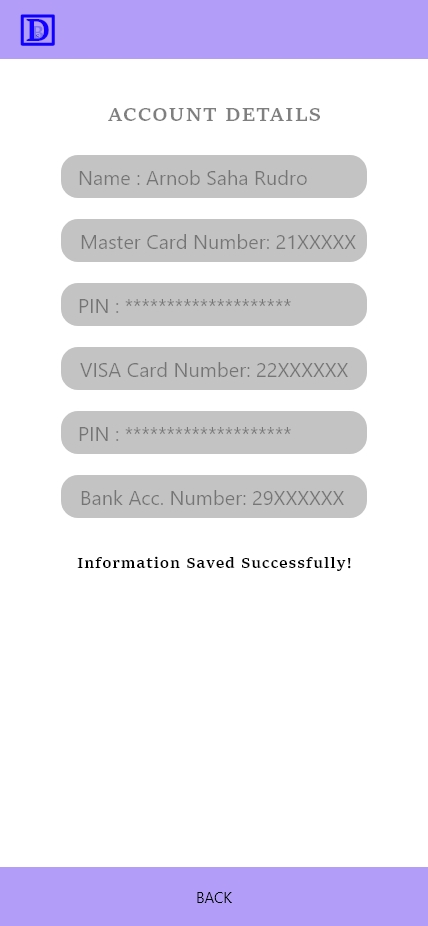 D
ACCOUNT DETAILS
Name : Arnob Saha Rudro
Master Card Number: 21XXXXX
PIN : ********************
VISA Card Number: 22XXXXXX
PIN : ********************
Bank Acc. Number: 29XXXXXX
Information Saved Successfully!
BACK